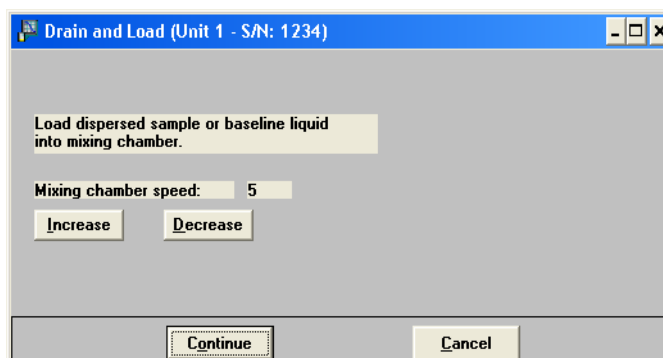 Drain and Load (Unit 1 - S/N: 1234)
Load dispersed sample or baseline liquid
into mixing chamber.
Mixing chamber speed: 5
Increase Decrease
Continue Cancel